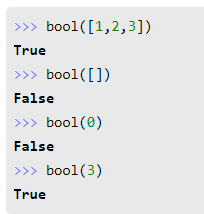 >>> bool([1,2,3])
True
>>> bool([])
False
>>> bool(0)
False
>>> bool(3)
True